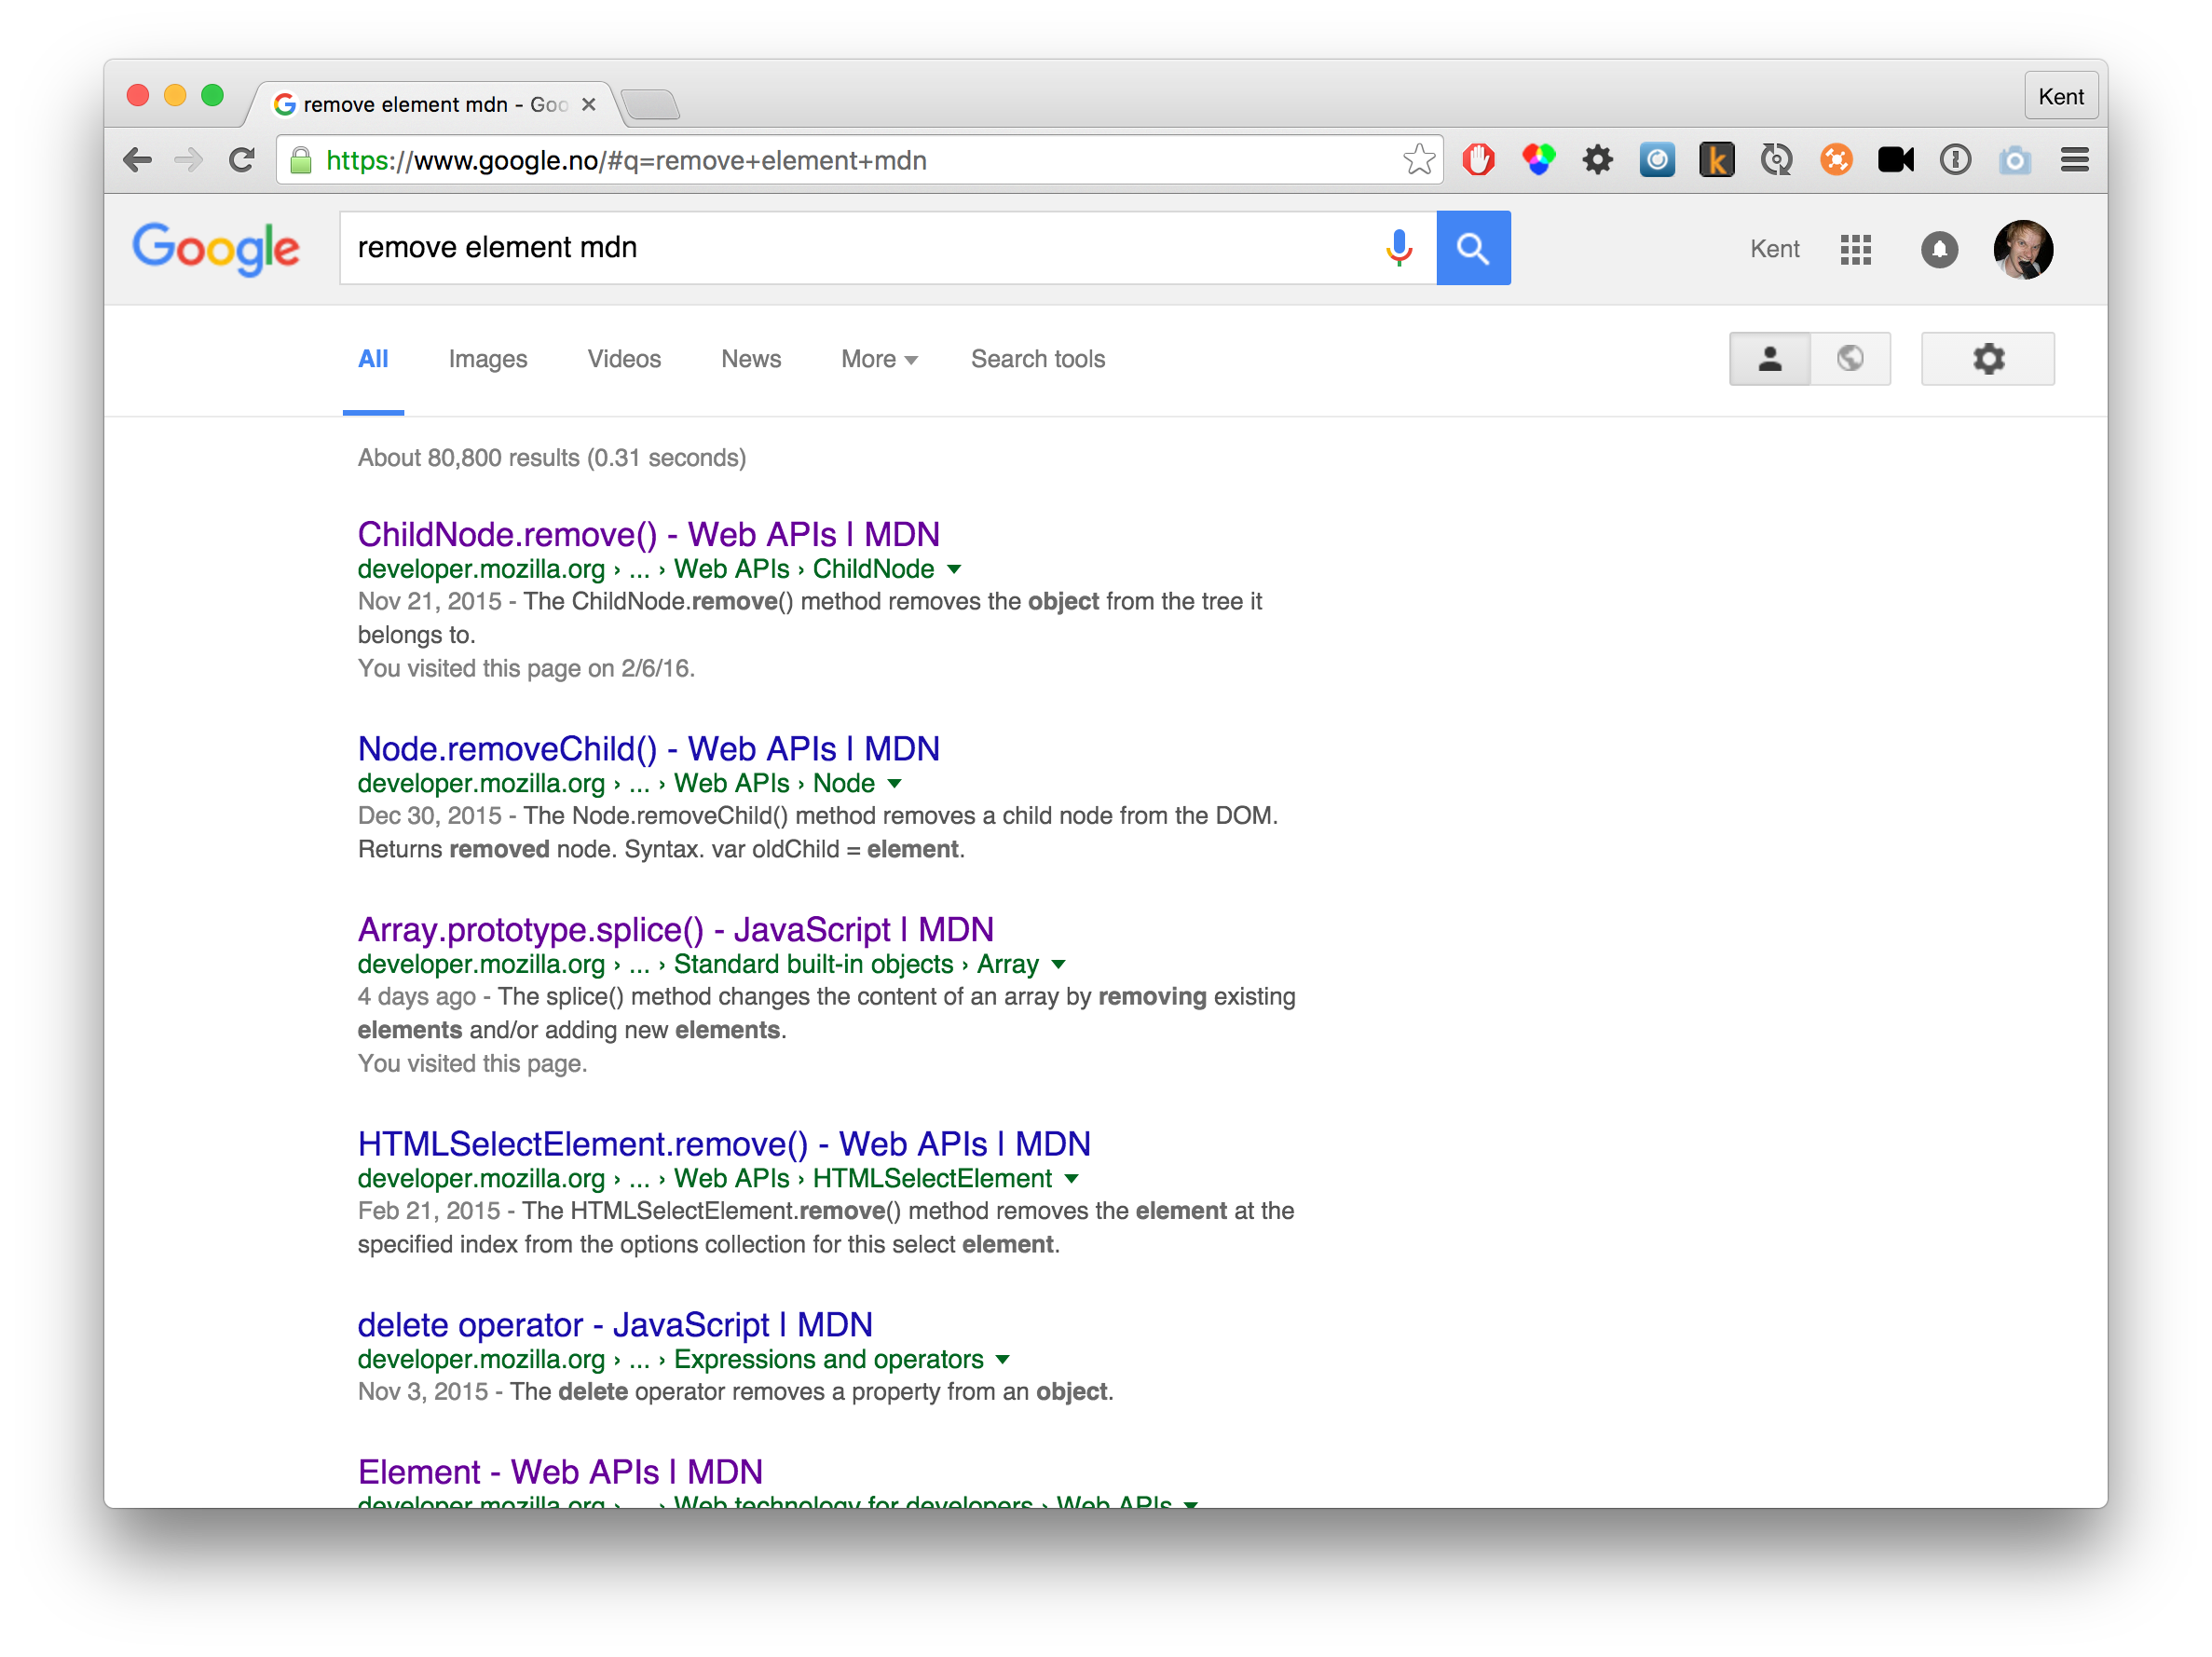 remove element mdn - Goo
Kent
https://www.google.no/#q=remove+element+mdn
Google
remove element mdn
Kent
All
Images
Videos
News
More
Search tools
About 80,800 results (0.31 seconds)
ChildNode.remove() - Web APIs | MDN
developer.mozilla.org › ... › Web APIs › ChildNode
Nov 21, 2015 - The ChildNode.remove() method removes the object from the tree it
belongs to.
You visited this page on 2/6/16.
Node.removeChild() - Web APIs | MDN
developer.mozilla.org › ... › Web APIs › Node
Dec 30, 2015 - The Node.removeChild() method removes a child node from the DOM.
Returns removed node. Syntax. var oldChild = element.
Array.prototype.splice() - JavaScript | MDN
developer.mozilla.org › ... › Standard built-in objects › Array
4 days ago - The splice() method changes the content of an array by removing existing
elements and/or adding new elements.
You visited this page.
HTMLSelectElement.remove() - Web APIs | MDN
developer.mozilla.org › ... › Web APIs › HTMLSelectElement
Feb 21, 2015 - The HTMLSelectElement.remove() method removes the element at the
specified index from the options collection for this select element.
delete operator - JavaScript | MDN
developer.mozilla.org › ... › Expressions and operators
Nov 3, 2015 - The delete operator removes a property from an object.
Element - Web APIs | MDN
developer.mozilla.org › ... › Web technology for developers › Web APIs